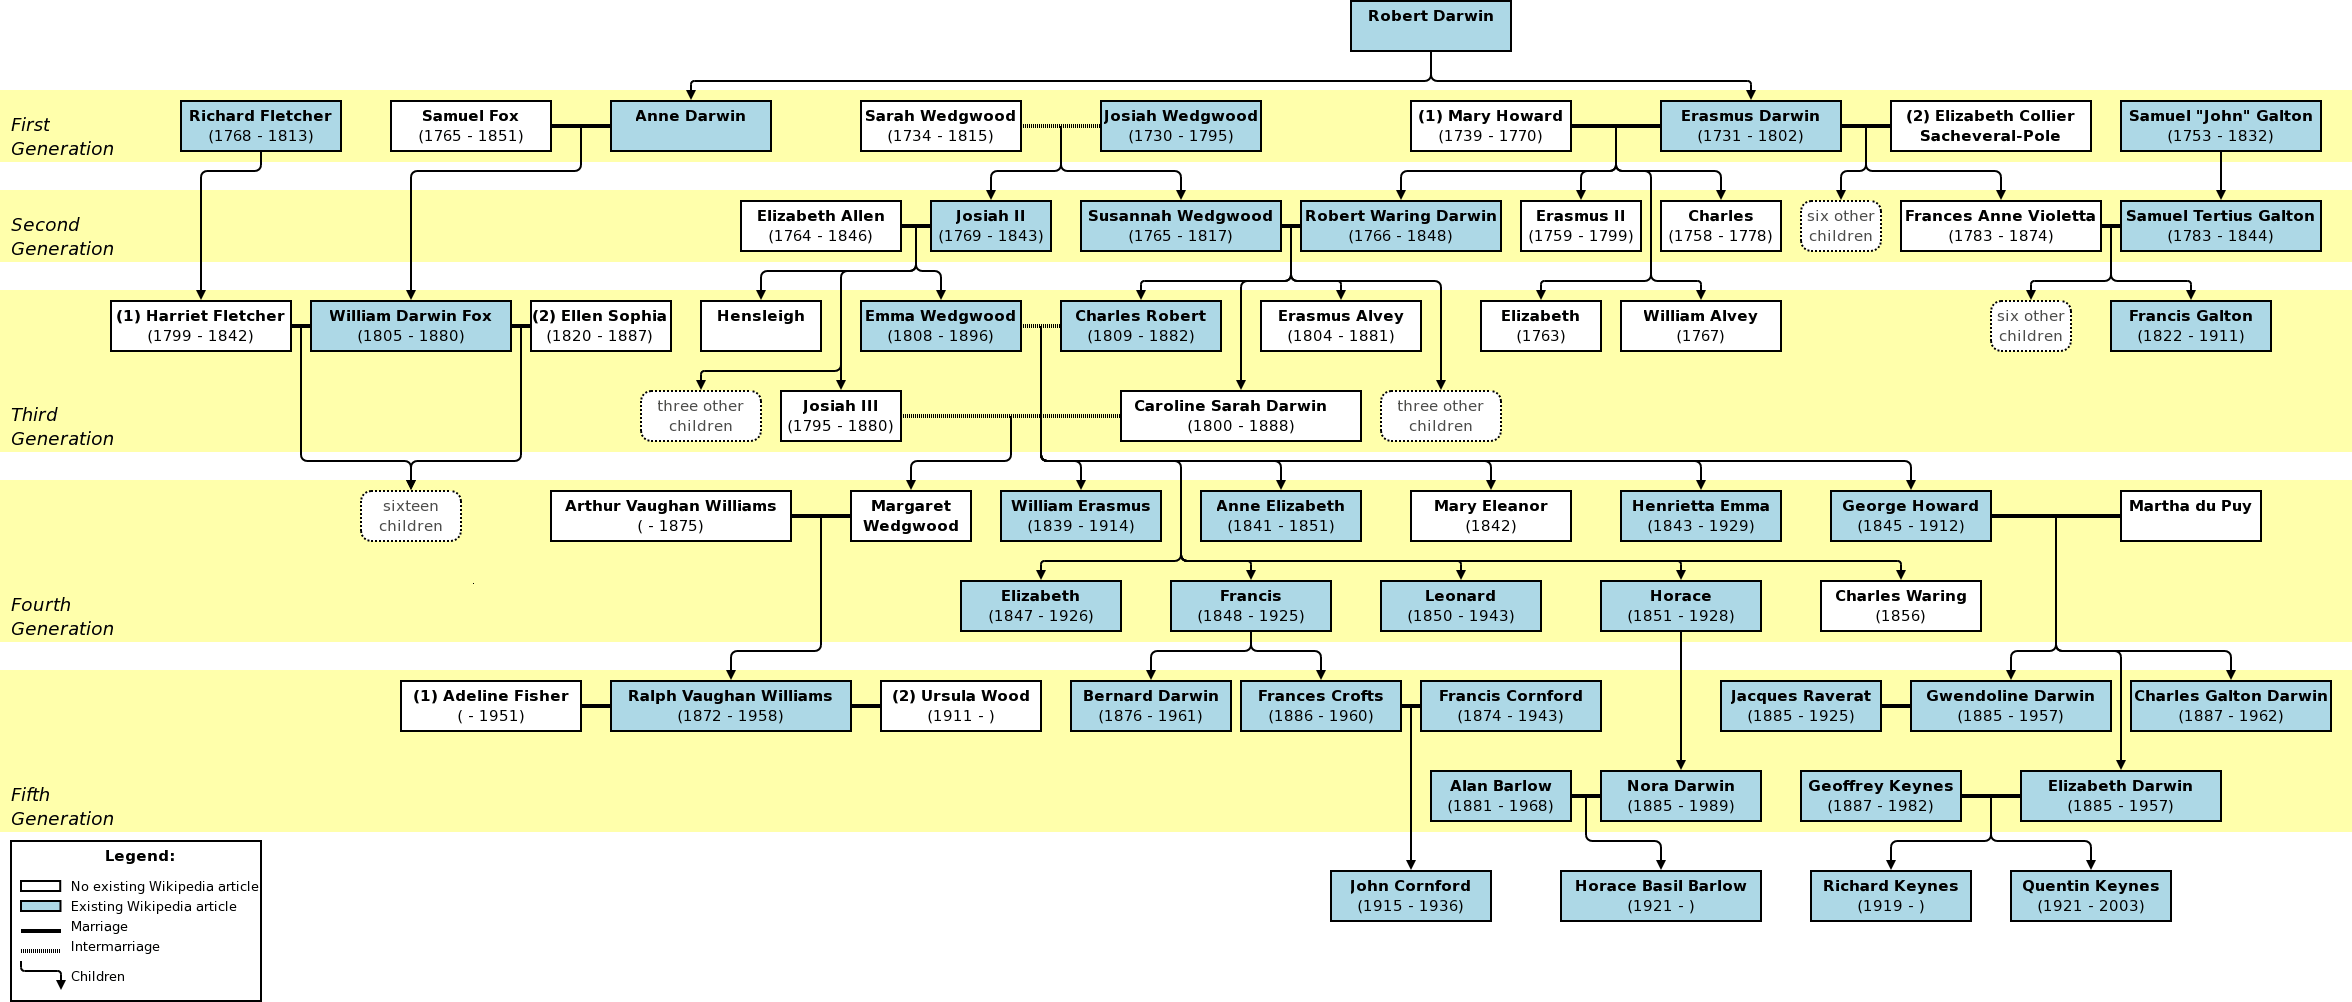 Robert Darwin
First
Generation
Richard Fletcher
(1768 - 1813)
Samuel Fox
(1765 - 1851)
Anne Darwin
Sarah Wedgwood
(1734 - 1815)
Josiah Wedgwood
(1730 - 1795)
(1) Mary Howard
(1739 - 1770)
Erasmus Darwin
(1731 - 1802)
(2) Elizabeth Collier
Sacheveral-Pole
Samuel "John" Galton
(1753 - 1832)
Second
Generation
Elizabeth Allen
(1764 - 1846)
Josiah II
(1769 - 1843)
Susannah Wedgwood
(1765 - 1817)
Robert Waring Darwin
(1766 - 1848)
Erasmus II
(1759 - 1799)
Charles
(1758 - 1778)
six other
children
Frances Anne Violetta
(1783 - 1874)
Samuel Tertius Galton
(1783 - 1844)
(1) Harriet Fletcher
(1799 - 1842)
William Darwin Fox
(1805 - 1880)
(2) Ellen Sophia
(1820 - 1887)
Hensleigh
Emma Wedgwood
(1808 - 1896)
Charles Robert
(1809 - 1882)
Erasmus Alvey
(1804 - 1881)
Elizabeth
(1763)
William Alvey
(1767)
six other
children
Francis Galton
(1822 - 1911)
Third
Generation
three other
children
Josiah III
(1795 - 1880)
Caroline Sarah Darwin
(1800 - 1888)
three other
children
sixteen
children
Arthur Vaughan Williams
( - 1875)
Margaret
Wedgwood
William Erasmus
(1839 - 1914)
Anne Elizabeth
(1841 - 1851)
Mary Eleanor
(1842)
Henrietta Emma
(1843 - 1929)
George Howard
(1845 - 1912)
Martha du Puy
Fourth
Generation
Elizabeth
(1847 - 1926)
Francis
(1848 - 1925)
Leonard
(1850 - 1943)
Horace
(1851 - 1928)
Charles Waring
(1856)
(1) Adeline Fisher
( - 1951)
Ralph Vaughan Williams
(1872 - 1958)
(2) Ursula Wood
(1911 - )
Bernard Darwin
(1876 - 1961)
Frances Crofts
(1886 - 1960)
Francis Cornford
(1874 - 1943)
Jacques Raverat
(1885 - 1925)
Gwendoline Darwin
(1885 - 1957)
Charles Galton Darwin
(1887 - 1962)
Fifth
Generation
Alan Barlow
(1881 - 1968)
Nora Darwin
(1885 - 1989)
Geoffrey Keynes
(1887 - 1982)
Elizabeth Darwin
(1885 - 1957)
John Cornford
(1915 - 1936)
Horace Basil Barlow
(1921 - )
Richard Keynes
(1919 - )
Quentin Keynes
(1921 - 2003)
Legend:
No existing Wikipedia article
Existing Wikipedia article
Marriage
Intermarriage
Children